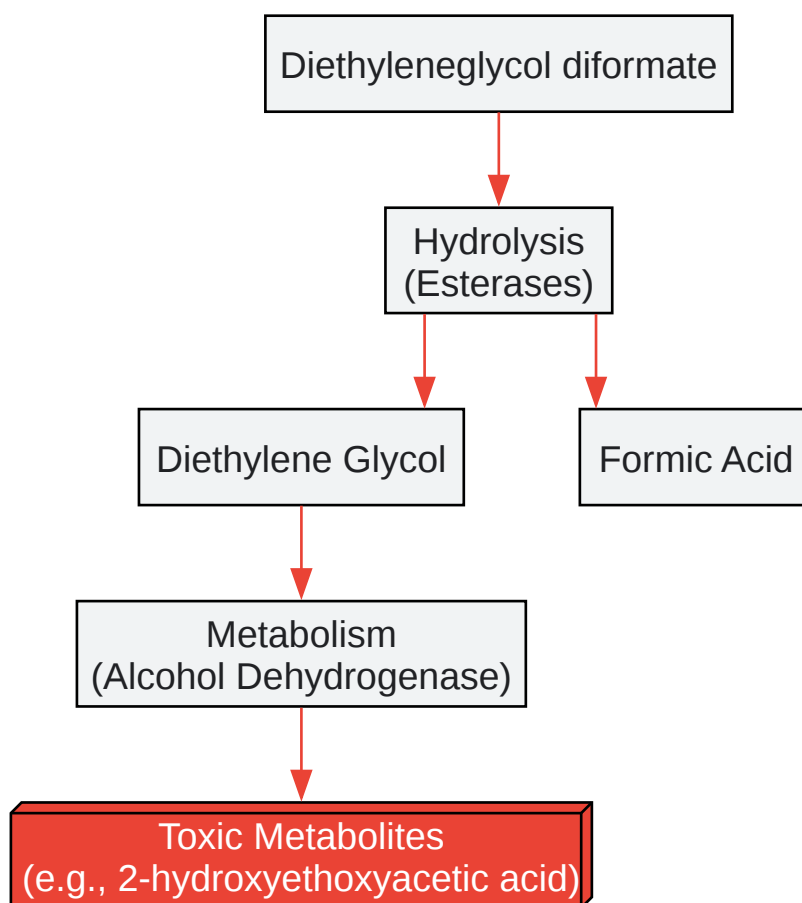 Diethyleneglycol diformate
Hydrolysis
(Esterases)
Diethylene Glycol
Formic Acid
Metabolism
(Alcohol Dehydrogenase)
Toxic Metabolites
(e.g., 2-hydroxyethoxyacetic acid)